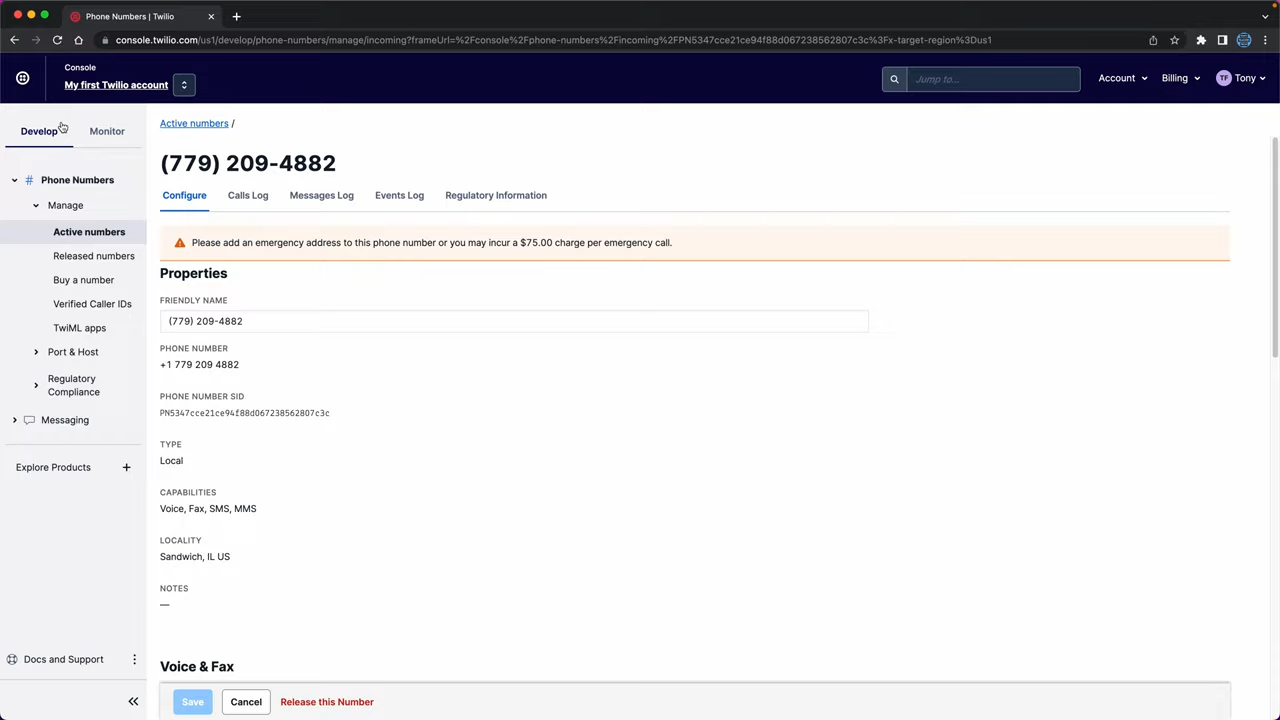 Phone Numbers | Twilio
console.twilio.com/us1/develop/phone-numbers/manage/incoming?frameUrl=%2Fconsole%2Fphone-numbers%2Fincoming%2FPN5347cce21ce94f88d067238562807c3c%3Fx-target-region%3Dus1
Console
My first Twilio account
Jump to...
Account
Billing
TF
Tony
Develop
Monitor
# Phone Numbers
Manage
Active numbers
Released numbers
Buy a number
Verified Caller IDs
TwiML apps
Port & Host
Regulatory
Compliance
Messaging
Explore Products +
Docs and Support
Active numbers /
(779) 209-4882
Configure
Calls Log
Messages Log
Events Log
Regulatory Information
Please add an emergency address to this phone number or you may incur a $75.00 charge per emergency call.
Properties
FRIENDLY NAME
(779) 209-4882
PHONE NUMBER
+1 779 209 4882
PHONE NUMBER SID
PN5347cce21ce94f88d067238562807c3c
TYPE
Local
CAPABILITIES
Voice, Fax, SMS, MMS
LOCALITY
Sandwich, IL US
NOTES
—
Voice & Fax
Save
Cancel
Release this Number